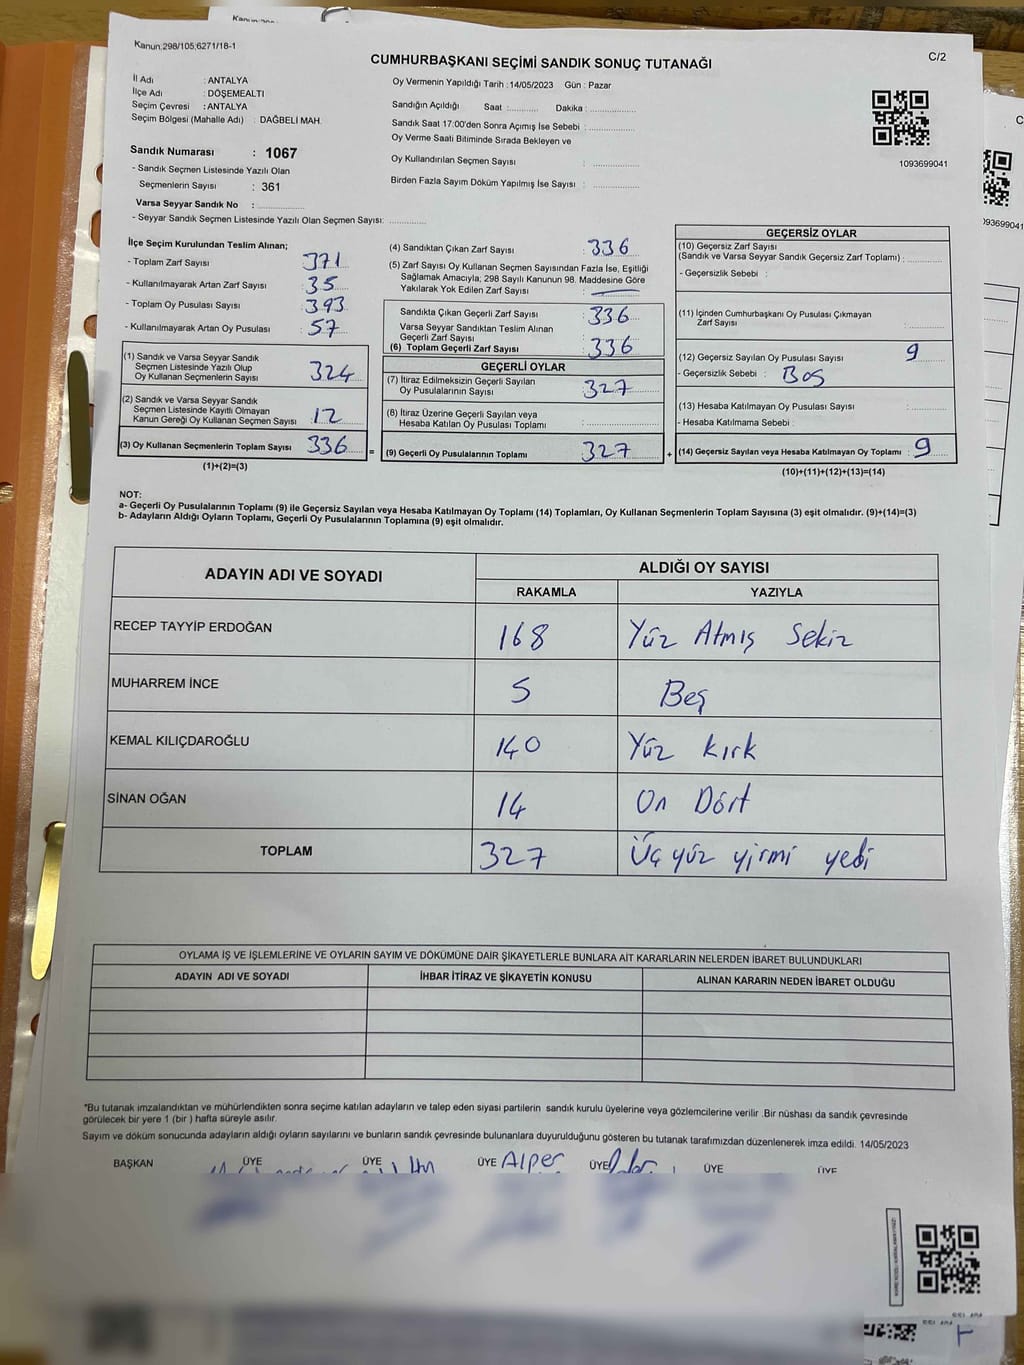 Kanun:298/105;6271/18-1
C/2
CUMHURBAŞKANI SEÇİMİ SANDIK SONUÇ TUTANAĞI
İl Adı : ANTALYA
İlçe Adı : DÖŞEMEALTI
Seçim Çevresi : ANTALYA
Seçim Bölgesi (Mahalle Adı) : DAĞBELİ MAH.
Oy Vermenin Yapıldığı Tarih :14/05/2023 Gün : Pazar
Sandığın Açıldığı Saat :.......... Dakika :................
Sandık Saat 17:00'den Sonra Açımış İse Sebebi :................
Oy Verme Saati Bitiminde Sırada Bekleyen ve
Oy Kullandırılan Seçmen Sayısı : ................
Birden Fazla Sayım Döküm Yapılmış İse Sayısı : ................
1093699041
Sandık Numarası : 1067
- Sandık Seçmen Listesinde Yazılı Olan
Seçmenlerin Sayısı : 361
Varsa Seyyar Sandık No : ................
- Seyyar Sandık Seçmen Listesinde Yazılı Olan Seçmen Sayısı: .............
İlçe Seçim Kurulundan Teslim Alınan;
- Toplam Zarf Sayısı : 371
- Kullanılmayarak Artan Zarf Sayısı : 35
- Toplam Oy Pusulası Sayısı : 393
- Kullanılmayarak Artan Oy Pusulası : 57
(1) Sandık ve Varsa Seyyar Sandık
Seçmen Listesinde Yazılı Olup
Oy Kullanan Seçmenlerin Sayısı : 324
(2) Sandık ve Varsa Seyyar Sandık
Seçmen Listesinde Kayıtlı Olmayan
Kanun Gereği Oy Kullanan Seçmen Sayısı : 12
(3) Oy Kullanan Seçmenlerin Toplam Sayısı : 336 =
(1)+(2)=(3)
(4) Sandıktan Çıkan Zarf Sayısı : 336
(5) Zarf Sayısı Oy Kullanan Seçmen Sayısından Fazla İse, Eşitliği
Sağlamak Amacıyla; 298 Sayılı Kanunun 98. Maddesine Göre
Yakılarak Yok Edilen Zarf Sayısı :
Sandıkta Çıkan Geçerli Zarf Sayısı : 336
Varsa Seyyar Sandıktan Teslim Alınan
Geçerli Zarf Sayısı :
(6) Toplam Geçerli Zarf Sayısı : 336
GEÇERLİ OYLAR
(7) İtiraz Edilmeksizin Geçerli Sayılan
Oy Pusulalarının Sayısı : 327
(8) İtiraz Üzerine Geçerli Sayılan veya
Hesaba Katılan Oy Pusulası Toplamı :................
(9) Geçerli Oy Pusulalarının Toplamı : 327 +
GEÇERSİZ OYLAR
(10) Geçersiz Zarf Sayısı
(Sandık ve Varsa Seyyar Sandık Geçersiz Zarf Toplamı) :............
- Geçersizlik Sebebi :
(11) İçinden Cumhurbaşkanı Oy Pusulası Çıkmayan
Zarf Sayısı : ............
(12) Geçersiz Sayılan Oy Pusulası Sayısı : 9
- Geçersizlik Sebebi : Boş
(13) Hesaba Katılmayan Oy Pusulası Sayısı :............
- Hesaba Katılmama Sebebi :
(14) Geçersiz Sayılan veya Hesaba Katılmayan Oy Toplamı : 9
(10)+(11)+(12)+(13)=(14)
NOT:
a- Geçerli Oy Pusulalarının Toplamı (9) ile Geçersiz Sayılan veya Hesaba Katılmayan Oy Toplamı (14) Toplamları, Oy Kullanan Seçmenlerin Toplam Sayısına (3) eşit olmalıdır. (9)+(14)=(3)
b- Adayların Aldığı Oyların Toplamı, Geçerli Oy Pusulalarının Toplamına (9) eşit olmalıdır.
ADAYIN ADI VE SOYADI ALDIĞI OY SAYISI
RAKAMLA YAZIYLA
RECEP TAYYİP ERDOĞAN 168 Yüz Atmış Sekiz
MUHARREM İNCE 5 Beş
KEMAL KILIÇDAROĞLU 140 Yüz kırk
SİNAN OĞAN 14 On Dört
TOPLAM 327 Üç yüz yirmi yedi
OYLAMA İŞ VE İŞLEMLERİNE VE OYLARIN SAYIM VE DÖKÜMÜNE DAİR ŞİKAYETLERLE BUNLARA AİT KARARLARIN NELERDEN İBARET BULUNDUKLARI
ADAYIN ADI VE SOYADI İHBAR İTİRAZ VE ŞİKAYETİN KONUSU ALINAN KARARIN NEDEN İBARET OLDUĞU
*Bu tutanak imzalandıktan ve mühürlendikten sonra seçime katılan adayların ve talep eden siyasi partilerin sandık kurulu üyelerine veya gözlemcilerine verilir .Bir nüshası da sandık çevresinde
görülecek bir yere 1 (bir ) hafta süreyle asılır.
Sayım ve döküm sonucunda adayların aldığı oyların sayılarını ve bunların sandık çevresinde bulunanlara duyurulduğunu gösteren bu tutanak tarafımızdan düzenlenerek imza edildi. 14/05/2023
BAŞKAN ÜYE ÜYE ÜYE Alper ÜYE ÜYE ÜYE